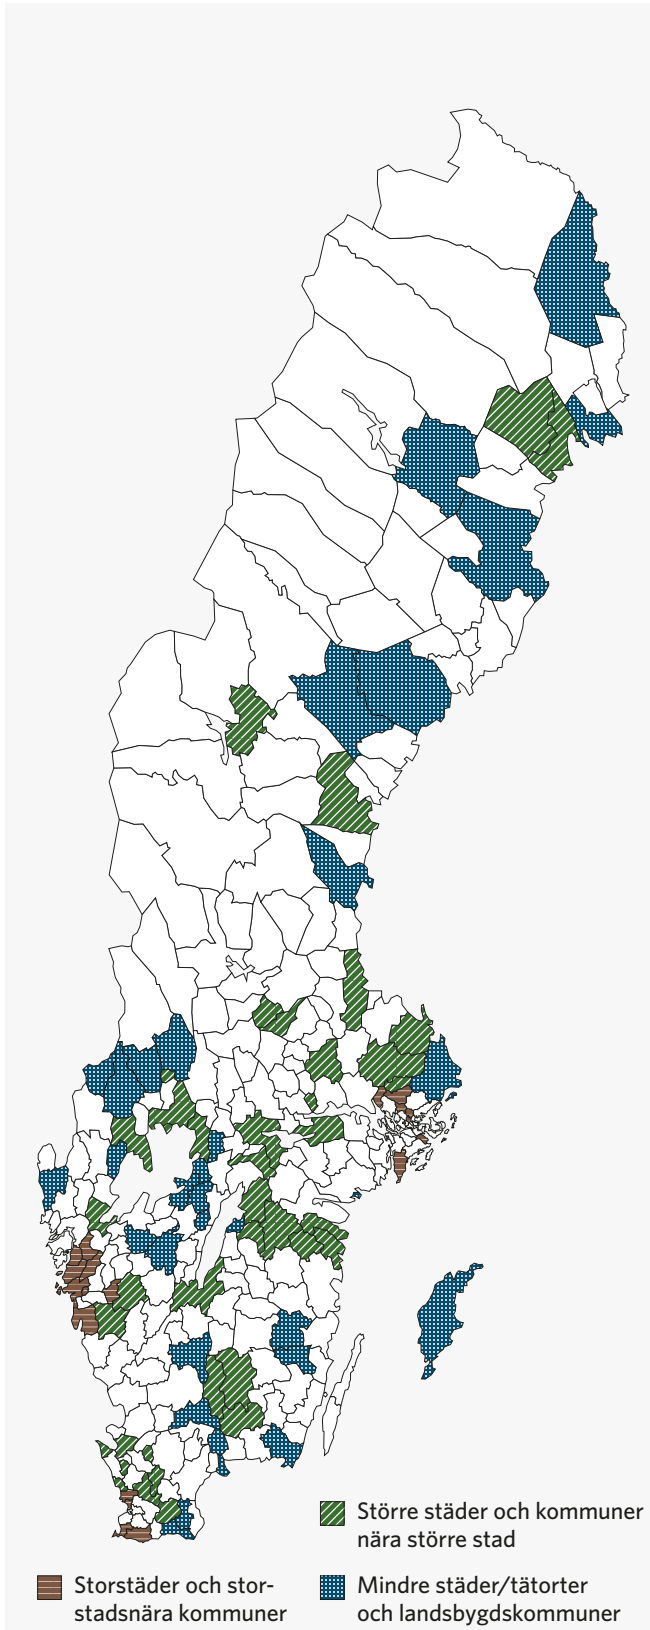 Större städer och kommuner
nära större stad
Storstäder och stor-
stadsnära kommuner
Mindre städer/tätorter
och landsbygdskommuner